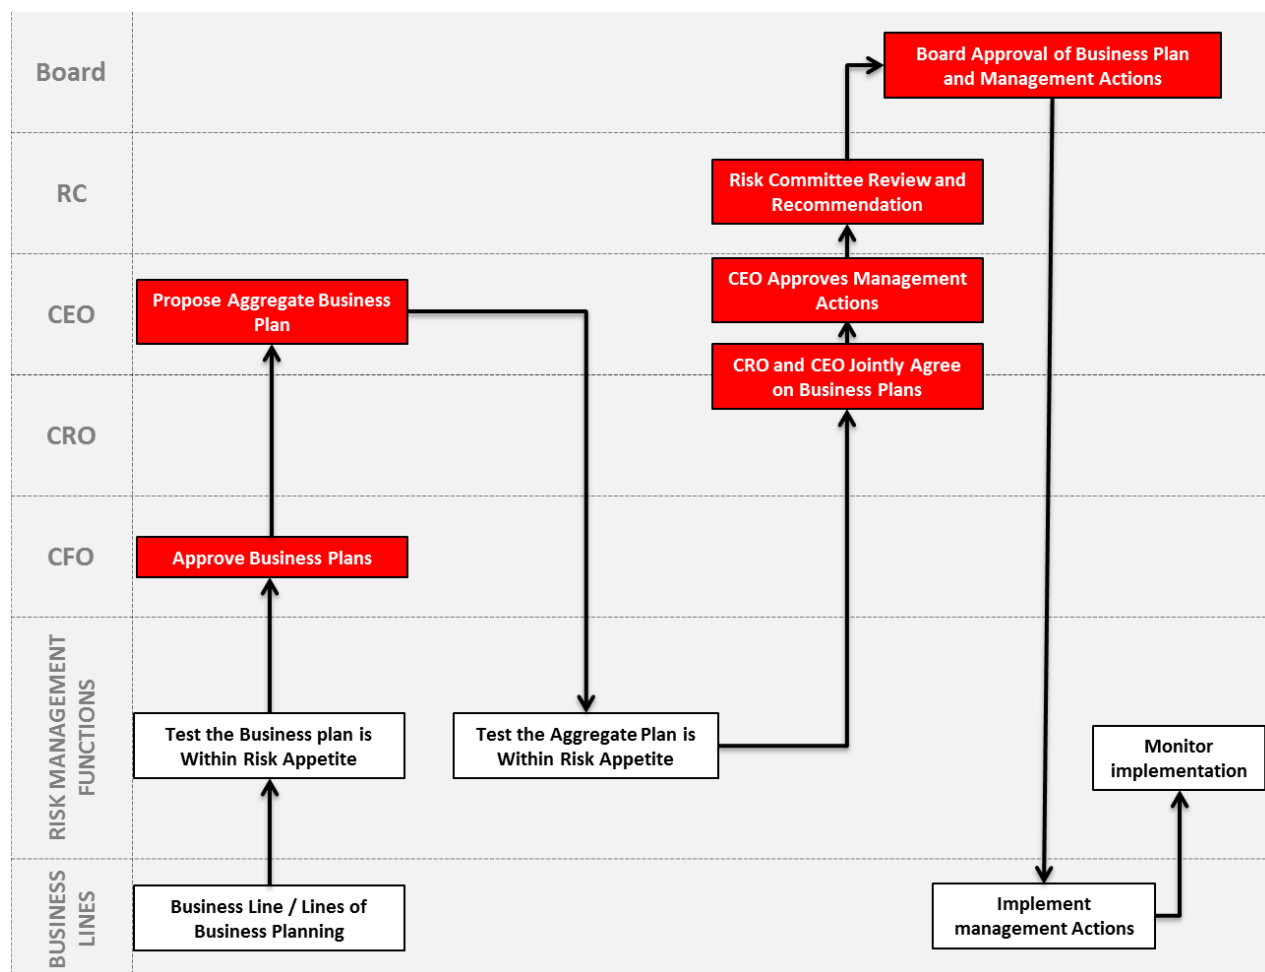 Board
Board Approval of Business Plan
and Management Actions
RC
Risk Committee Review and
Recommendation
CEO
Propose Aggregate Business
Plan
CEO Approves Management
Actions
CRO and CEO Jointly Agree
on Business Plans
CRO
CFO
Approve Business Plans
RISK MANAGEMENT
FUNCTIONS
Test the Business plan is
Within Risk Appetite
Test the Aggregate Plan is
Within Risk Appetite
Monitor
implementation
BUSINESS
LINES
Business Line / Lines of
Business Planning
Implement
management Actions